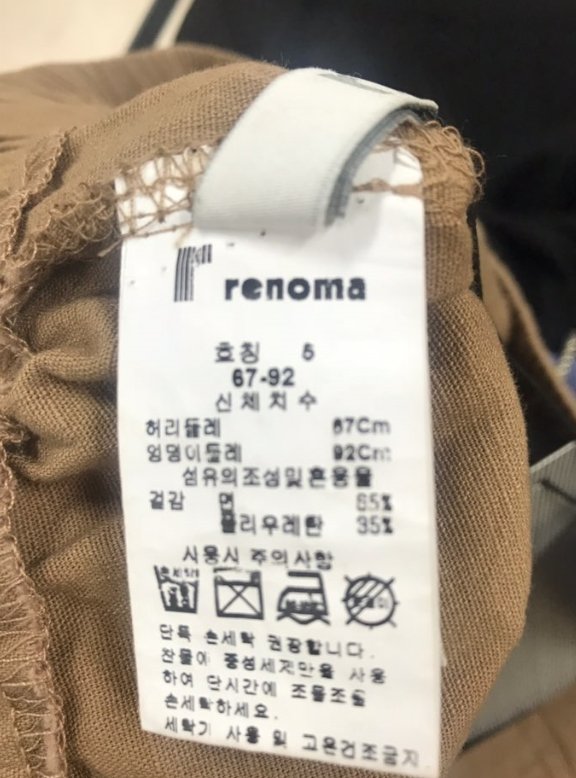 renoma
호칭 5
67-92
신체치수
허리둘레 67Cm
엉덩이둘레 92Cm
섬유의조성및혼용률
겉감 면 65%
폴리우레탄 35%
사용시 주의사항
단독 손세탁 권장합니다.
찬물에 중성세제만을 사용
하여 단시간에 조물조물
손세탁하세요.
세탁기 사용 및 고온건조금지